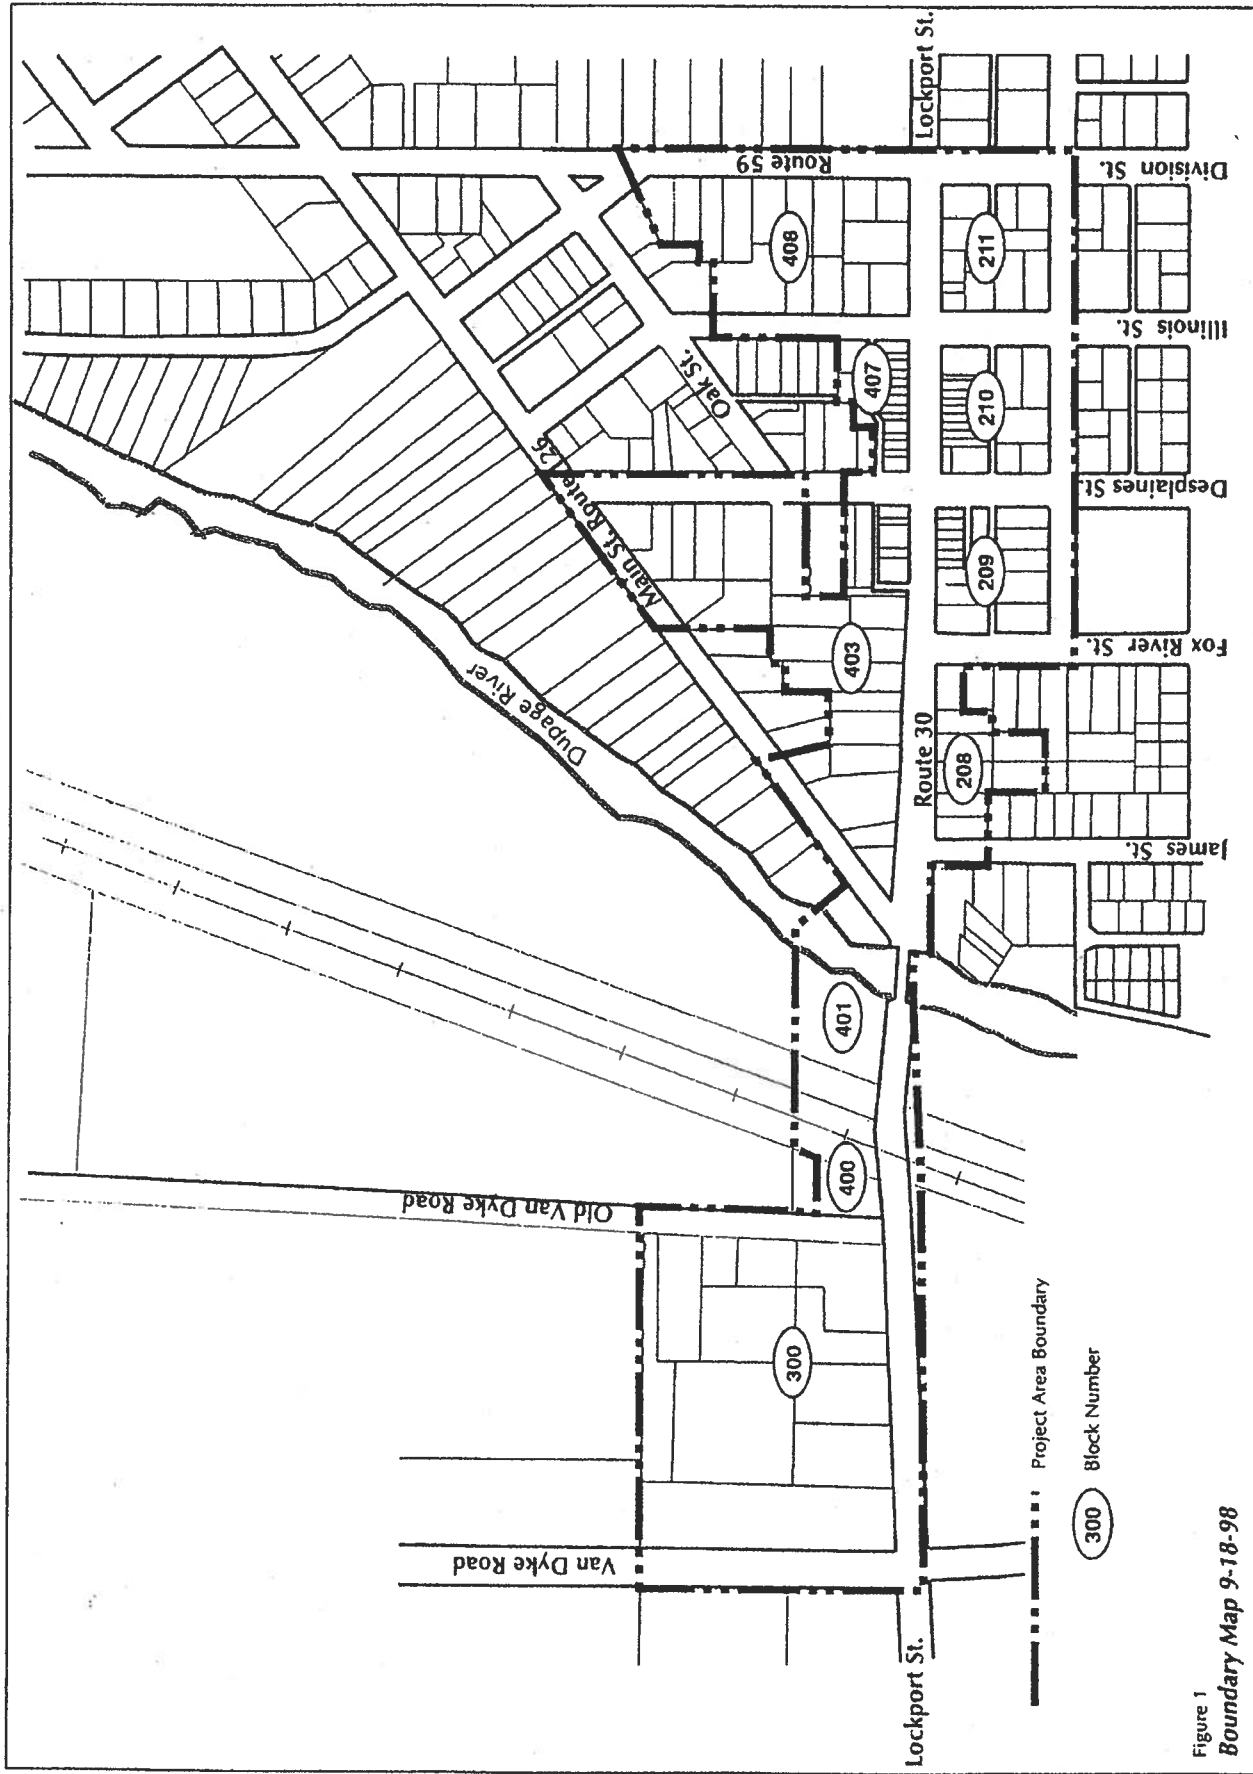 Lockport St.
Route 59
Division St.
408
211
Illinois St.
Oak St.
407
210
Main St. Route 126
Desplaines St.
209
Fox River St.
403
Dupage River
Route 30
208
James St.
401
400
Old Van Dyke Road
300
Van Dyke Road
Lockport St.
Project Area Boundary
300
Block Number
Figure 1
Boundary Map 9-18-98